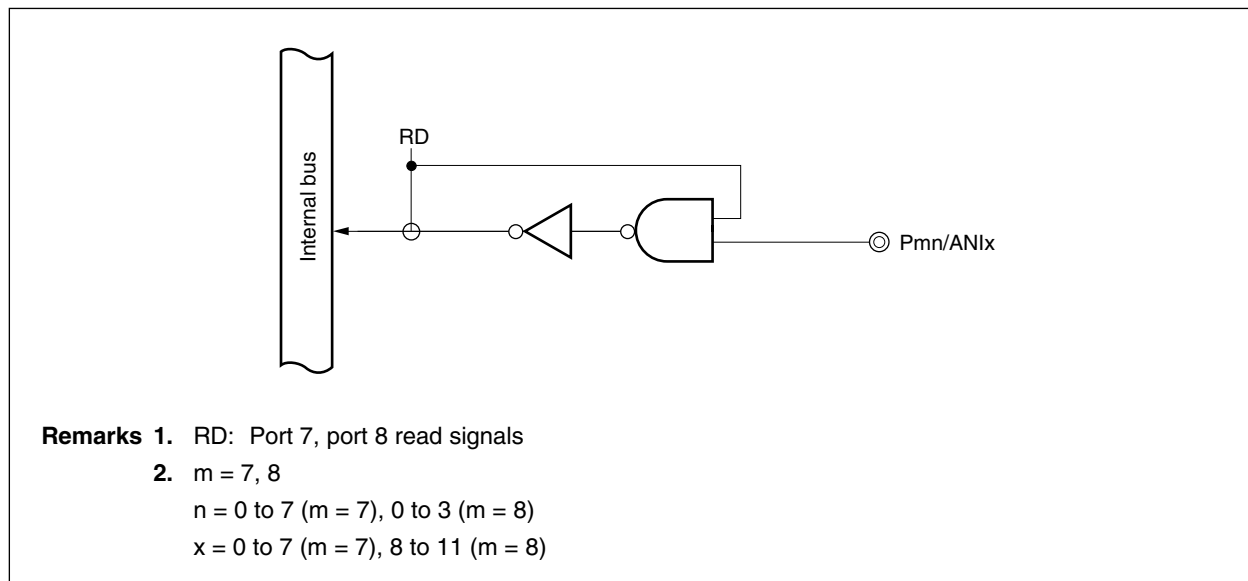 RD
Internal bus
Pmn/ANIx
Remarks 1. RD: Port 7, port 8 read signals
2. m = 7, 8
n = 0 to 7 (m = 7), 0 to 3 (m = 8)
x = 0 to 7 (m = 7), 8 to 11 (m = 8)